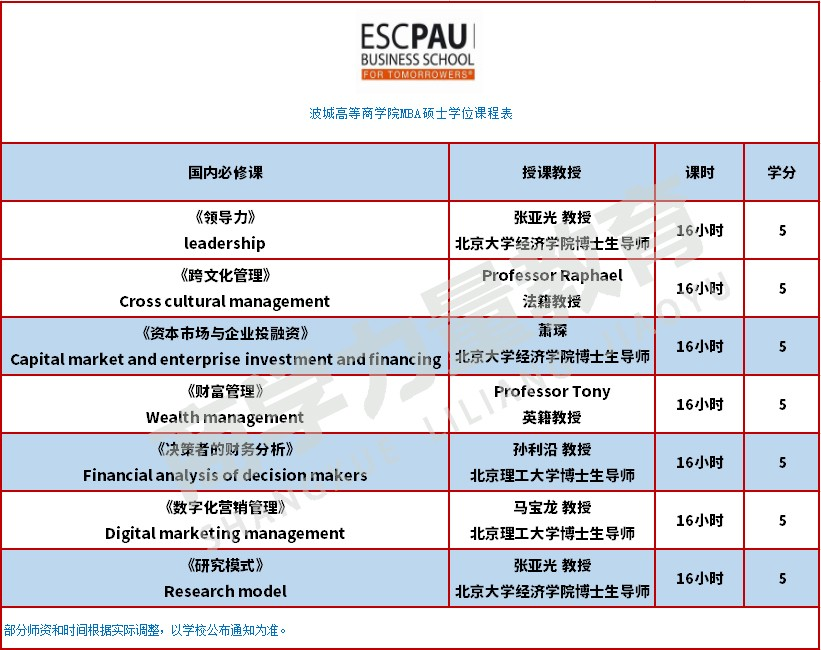 ESCPAU
BUSINESS SCHOOL
FOR TOMORROWERS®
波城高等商学院MBA硕士学位课程表
国内必修课 授课教授 课时 学分
《领导力》 张亚光 教授
leadership 北京大学经济学院博士生导师 16小时 5
《跨文化管理》 Professor Raphael
Cross cultural management 法籍教授 16小时 5
《资本市场与企业投融资》 萧琛
Capital market and enterprise investment and financing 北京大学经济学院博士生导师 16小时 5
《财富管理》 Professor Tony
Wealth management 英籍教授 16小时 5
《决策者的财务分析》 孙利沿 教授
Financial analysis of decision makers 北京理工大学博士生导师 16小时 5
《数字化营销管理》 马宝龙 教授
Digital marketing management 北京理工大学博士生导师 16小时 5
《研究模式》 张亚光 教授
Research model 北京大学经济学院博士生导师 16小时 5
部分师资和时间根据实际调整，以学校公布通知为准。
商学力量教育
SHANGXUE LILIANG JIAOYU